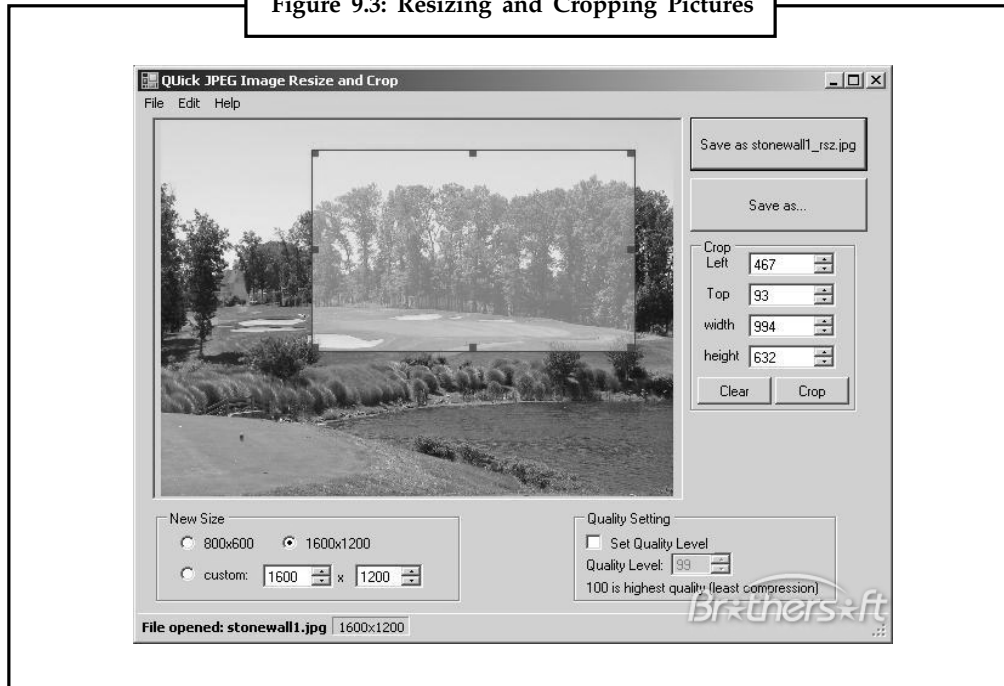 Figure 9.3: Resizing and Cropping Pictures
QUick JPEG Image Resize and Crop
File Edit Help
Save as stonewall1_rsz.jpg
Save as...
Crop
Left 467
Top 93
width 994
height 632
Clear Crop
New Size
800x600 1600x1200
custom: 1600 x 1200
Quality Setting
Set Quality Level
Quality Level: 99
100 is highest quality (least compression)
Brothersoft
File opened: stonewall1.jpg 1600x1200